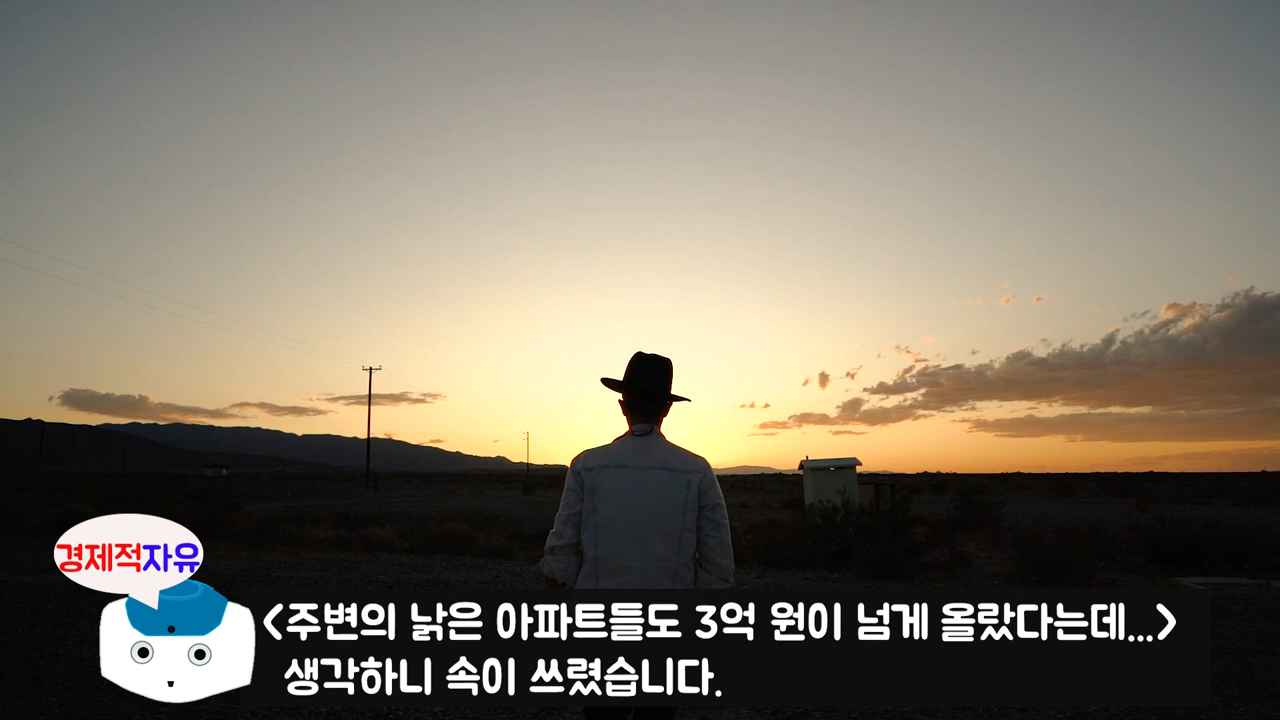 경제적자유
<주변의 낡은 아파트들도 3억 원이 넘게 올랐다는데...>
생각하니 속이 쓰렸습니다.